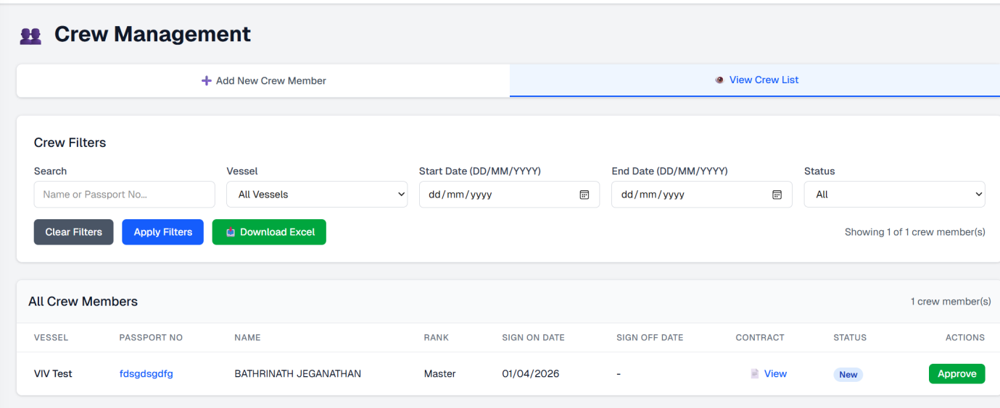 Crew Management
Add New Crew Member View Crew List
Crew Filters
Search Vessel Start Date (DD/MM/YYYY) End Date (DD/MM/YYYY) Status
Name or Passport No... All Vessels dd/mm/yyyy dd/mm/yyyy All
Clear Filters Apply Filters Download Excel Showing 1 of 1 crew member(s)
All Crew Members 1 crew member(s)
VESSEL PASSPORT NO NAME RANK SIGN ON DATE SIGN OFF DATE CONTRACT STATUS ACTIONS
VIV Test fdsgdsgdfg BATHRINATH JEGANATHAN Master 01/04/2026 - View New Approve